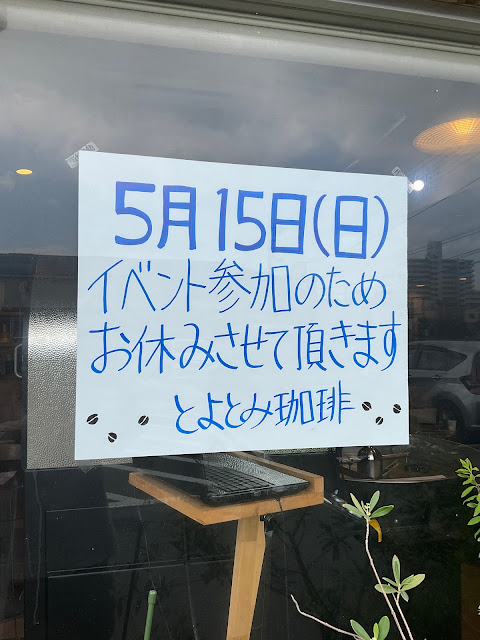 5月15日(日)
イベント参加のため
お休みさせて頂きます
とよとみ珈琲